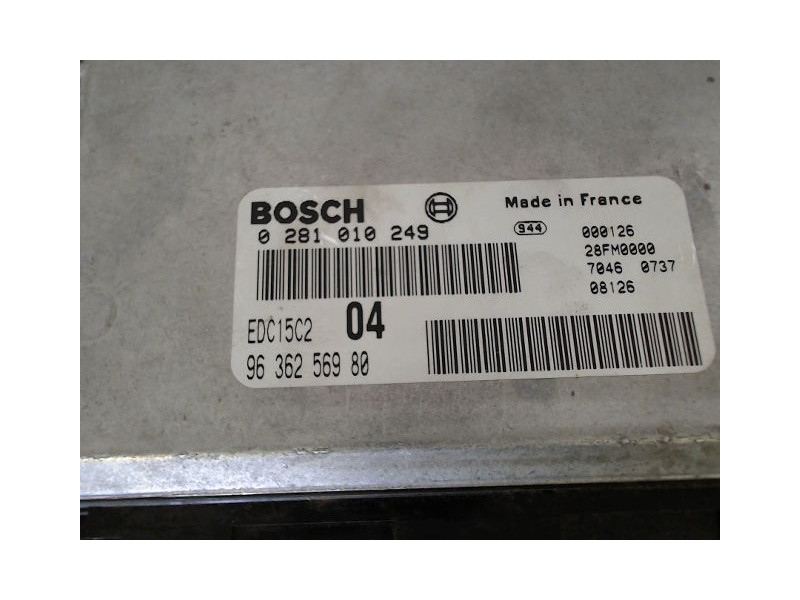 BOSCH
Made in France
0 281 010 249
944
000126
28FM0000
7046 0737
08126
EDC15C2 04
96 362 569 80